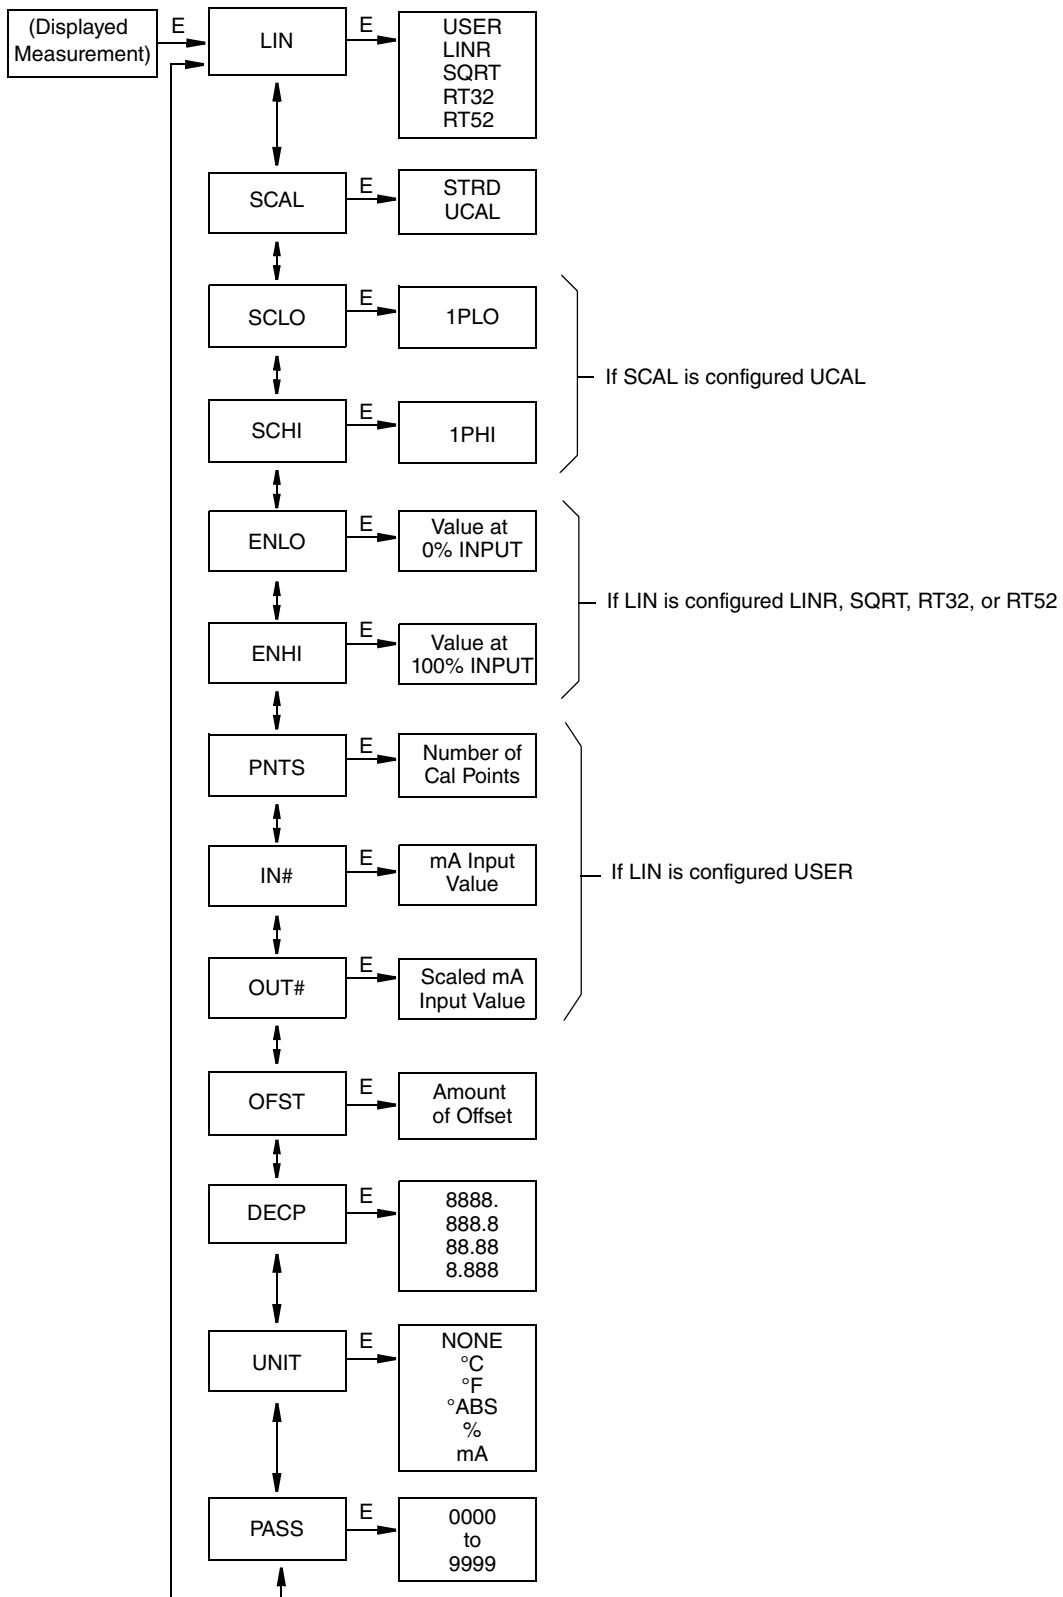 (Displayed
Measurement)
E
LIN
E
USER
LINR
SQRT
RT32
RT52
SCAL
E
STRD
UCAL
SCLO
E
1PLO
If SCAL is configured UCAL
SCHI
E
1PHI
ENLO
E
Value at
0% INPUT
If LIN is configured LINR, SQRT, RT32, or RT52
ENHI
E
Value at
100% INPUT
PNTS
E
Number of
Cal Points
IN#
E
mA Input
Value
If LIN is configured USER
OUT#
E
Scaled mA
Input Value
OFST
E
Amount
of Offset
DECP
E
8888.
888.8
88.88
8.888
UNIT
E
NONE
°C
°F
°ABS
%
mA
PASS
E
0000
to
9999